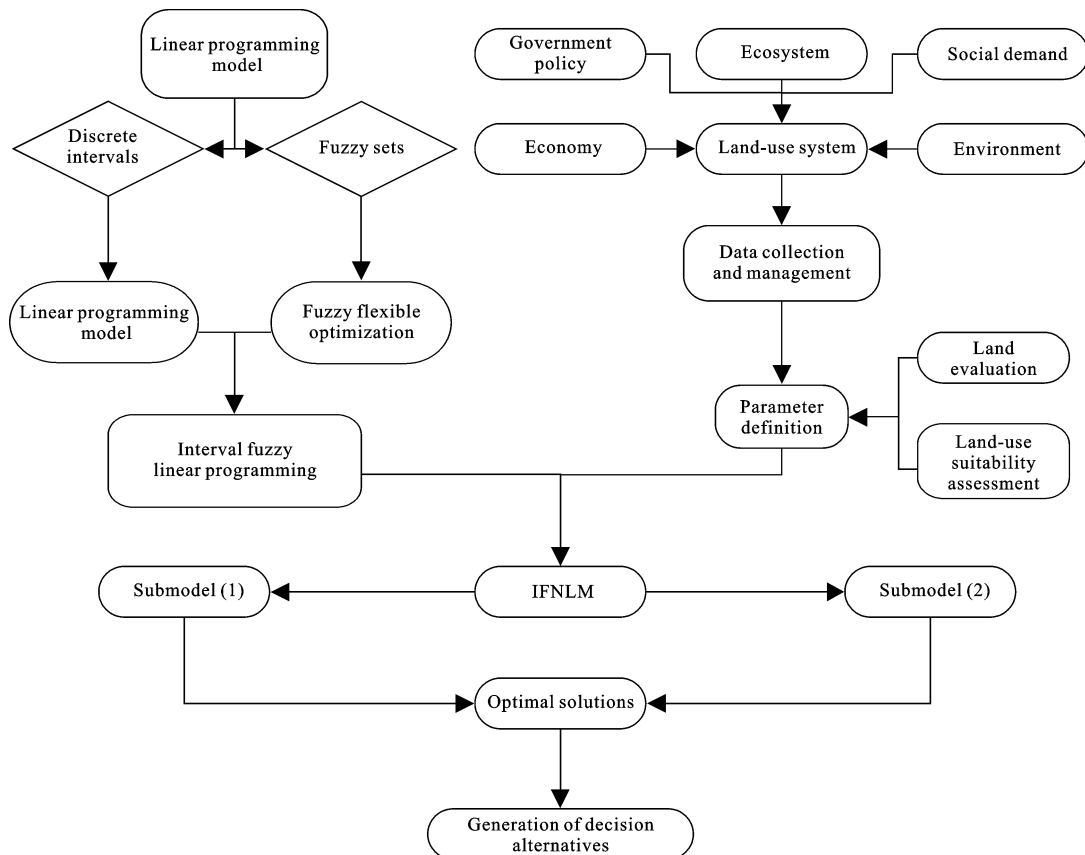 Linear programming
model
Government
policy
Ecosystem
Social demand
Discrete
intervals
Fuzzy sets
Economy
Land-use system
Environment
Data collection
and management
Linear programming
model
Fuzzy flexible
optimization
Land
evaluation
Parameter
definition
Interval fuzzy
linear programming
Land-use
suitability
assessment
Submodel (1)
IFNLM
Submodel (2)
Optimal solutions
Generation of decision
alternatives